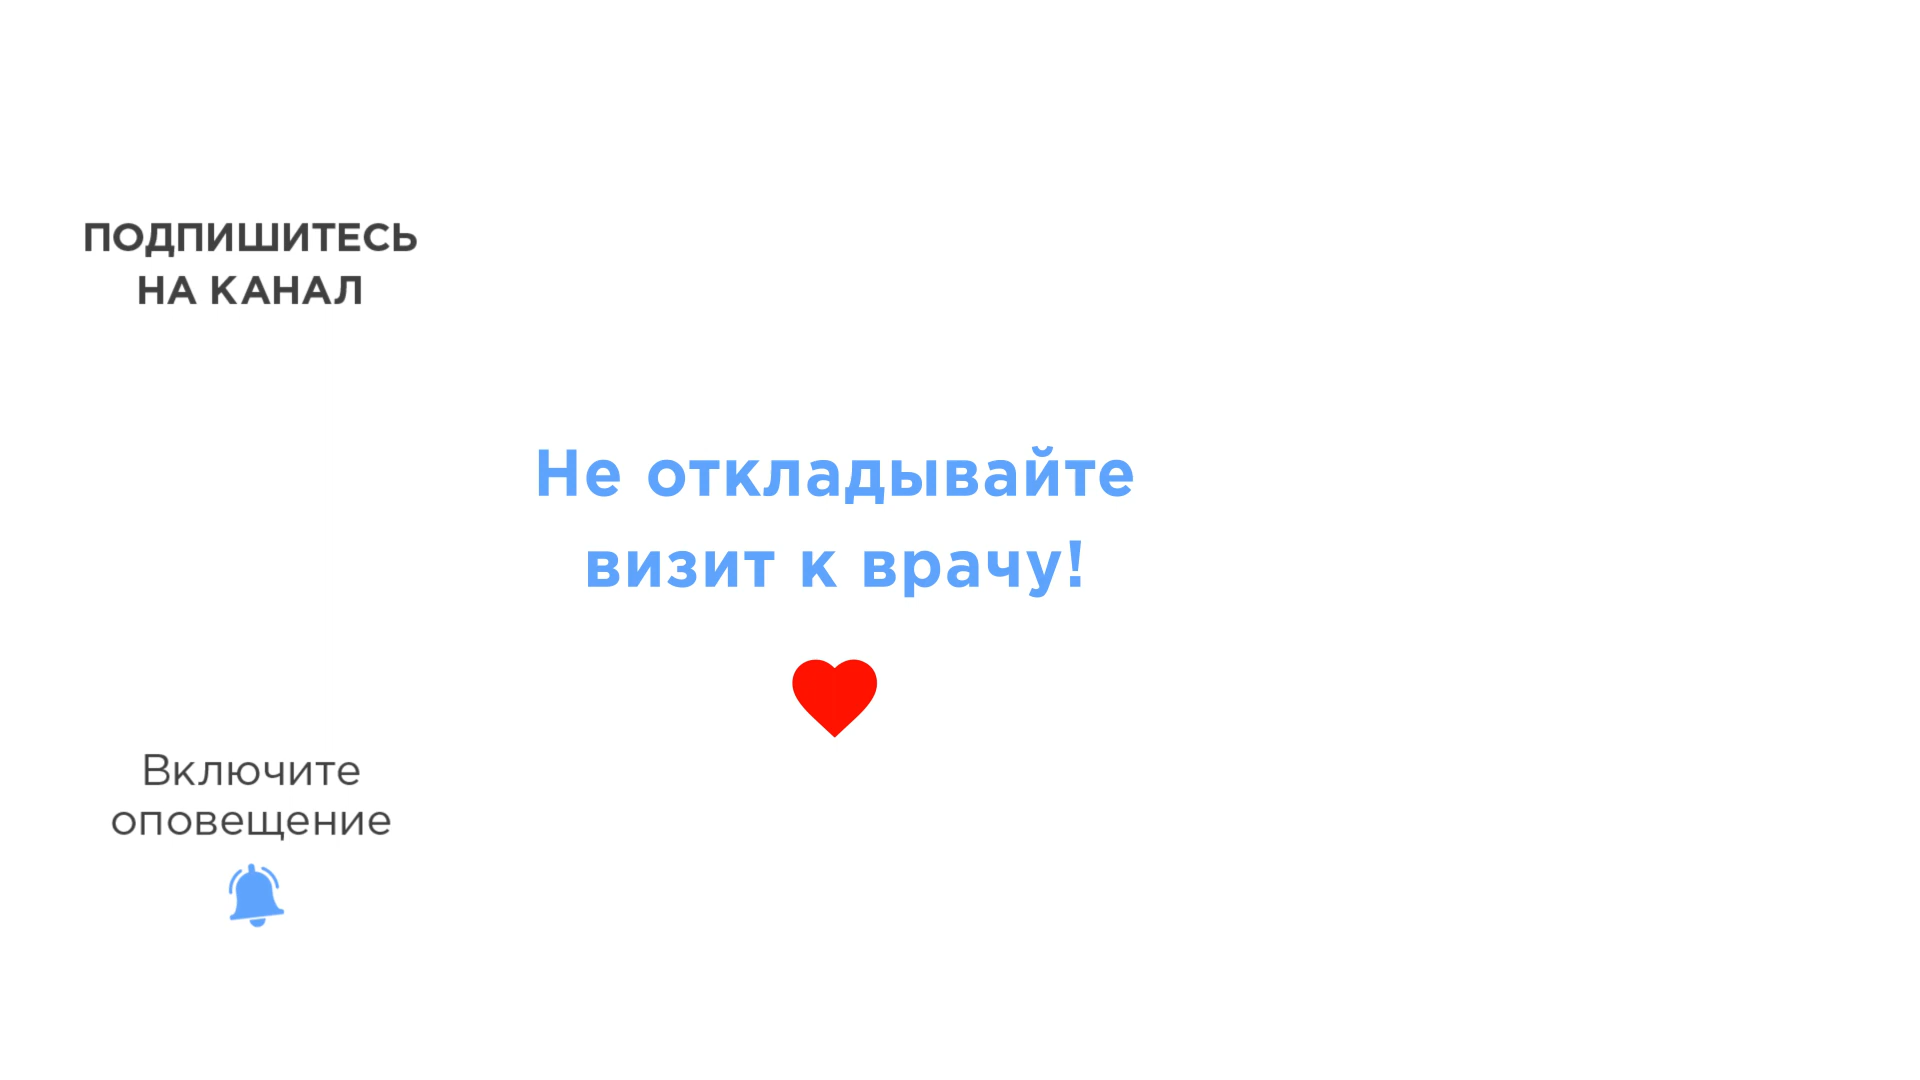 ПОДПИШИТЕСЬ
НА КАНАЛ
Не откладывайте
визит к врачу!
Включите
оповещение